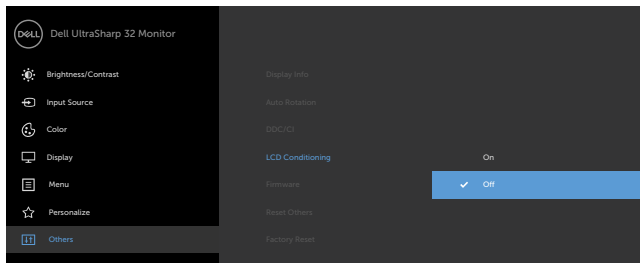 DELL Dell UltraSharp 32 Monitor
Brightness/Contrast
Input Source
Color
Display
Menu
Personalize
Others
Display Info
Auto Rotation
DDC/CI
LCD Conditioning
Firmware
Reset Others
Factory Reset
On
Off